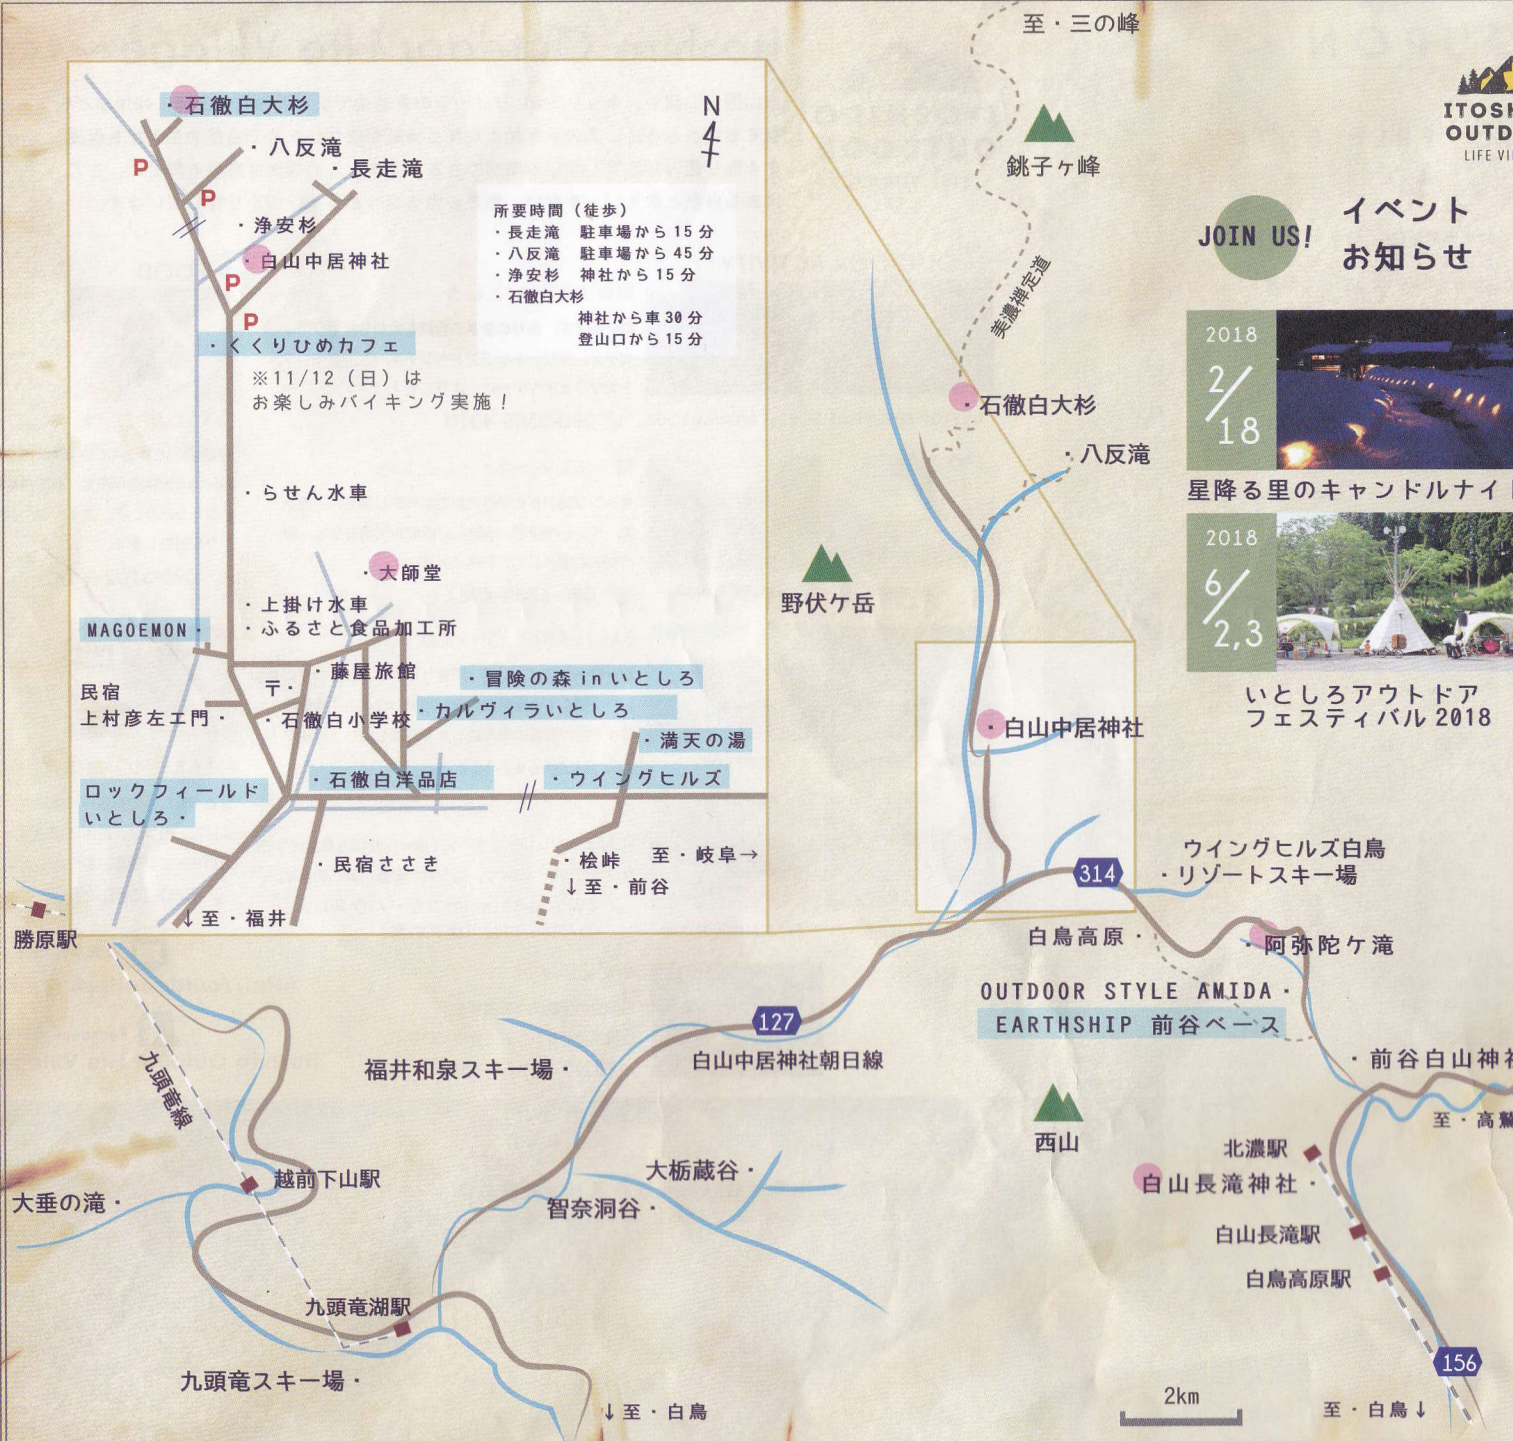 至・三の峰
銚子ヶ峰
美濃禅定道
・石徹白大杉
・八反滝
・長走滝
・浄安杉
・白山中居神社
P
P
P
P
N
所要時間（徒歩）
・長走滝 駐車場から15分
・八反滝 駐車場から45分
・浄安杉 神社から15分
・石徹白大杉
神社から車30分
登山口から15分
・くくりひめカフェ
※11/12（日）は
お楽しみバイキング実施！
・らせん水車
・大師堂
・上掛け水車
・ふるさと食品加工所
MAGOEMON・
・藤屋旅館
〒・
民宿
上村彦左エ門・
・石徹白小学校
・冒険の森inいとしろ
・カルヴィラいとしろ
・満天の湯
・石徹白洋品店
・ウイングヒルズ
ロックフィールド
いとしろ・
・民宿ささき
・桧峠
至・岐阜→
↓至・前谷
↓至・福井
JOIN US!
イベント
お知らせ
2018
2/18
星降る里のキャンドルナイ
2018
6/2,3
いとしろアウトドア
フェスティバル2018
OUTD
LIFE
・石徹白大杉
・八反滝
野伏ケ岳
・白山中居神社
314
ウイングヒルズ白鳥
・リゾートスキー場
白鳥高原・
・阿弥陀ケ滝
OUTDOOR STYLE AMIDA・
EARTHSHIP 前谷ベース
・前谷白山神
至・高
勝原駅
九頭竜線
127
白山中居神社朝日線
福井和泉スキー場・
西山
越前下山駅
大垂の滝・
大栃蔵谷・
智奈洞谷・
北濃駅
白山長滝神社・
白山長滝駅
白鳥高原駅
九頭竜湖駅
九頭竜スキー場・
↓至・白鳥
156
2km
至・白鳥↓